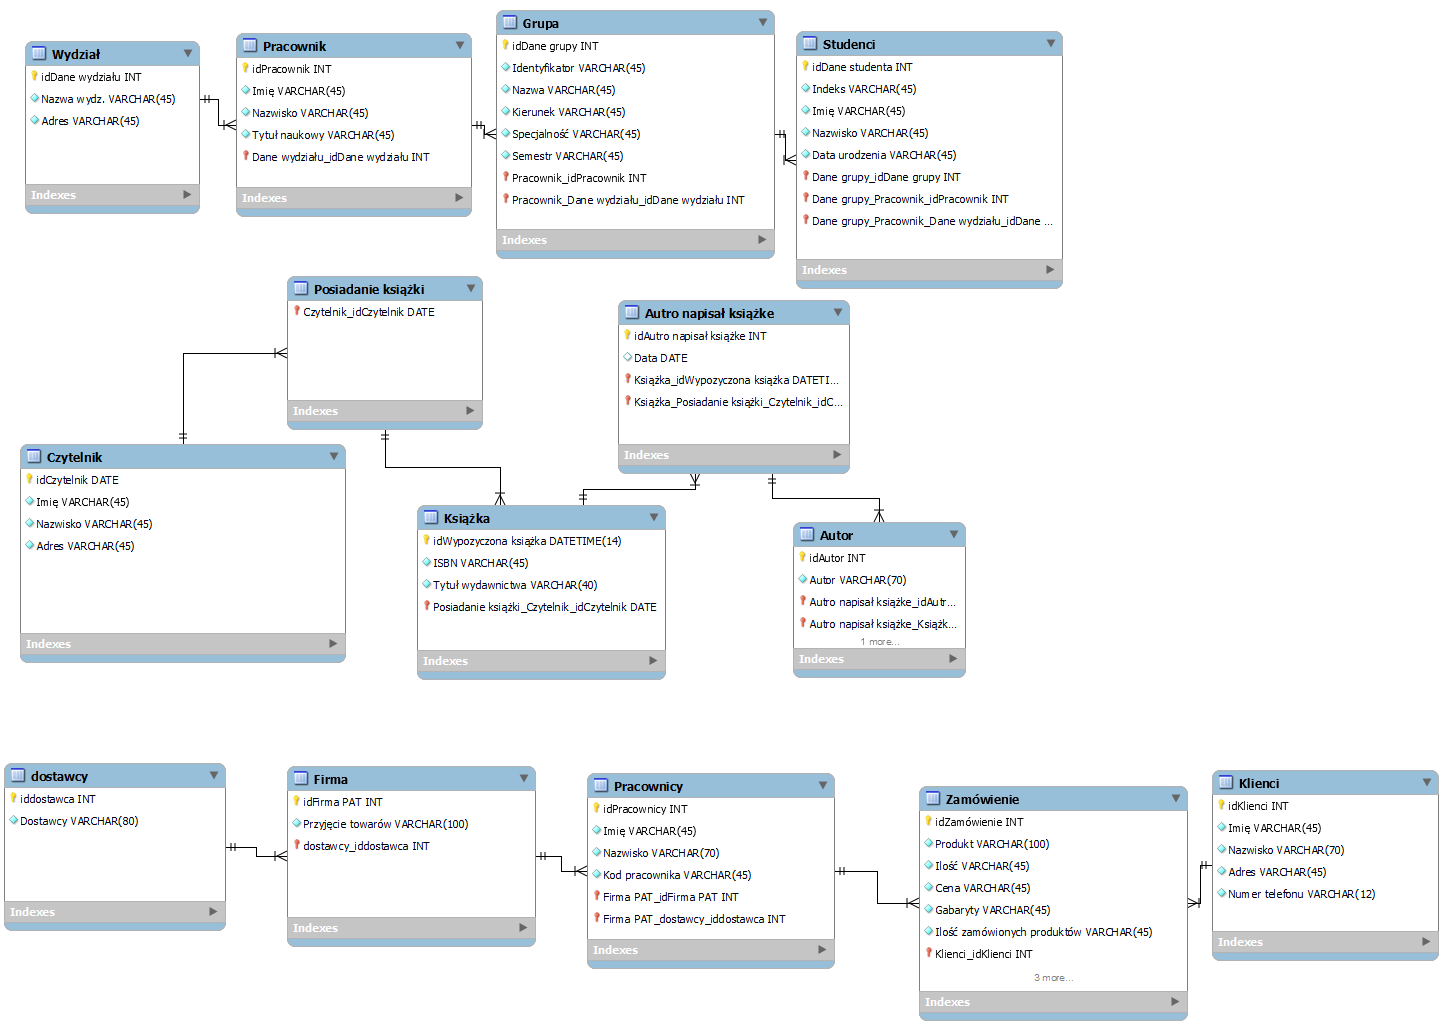 Wydział
idDane wydziału INT
Nazwa wydz. VARCHAR(45)
Adres VARCHAR(45)
Indexes
Pracownik
idPracownik INT
Imię VARCHAR(45)
Nazwisko VARCHAR(45)
Tytuł naukowy VARCHAR(45)
Dane wydziału_idDane wydziału INT
Indexes
Grupa
idDane grupy INT
Identyfikator VARCHAR(45)
Nazwa VARCHAR(45)
Kierunek VARCHAR(45)
Specjalność VARCHAR(45)
Semestr VARCHAR(45)
Pracownik_idPracownik INT
Pracownik_Dane wydziału_idDane wydziału INT
Indexes
Studenci
idDane studenta INT
Indeks VARCHAR(45)
Imię VARCHAR(45)
Nazwisko VARCHAR(45)
Data urodzenia VARCHAR(45)
Dane grupy_idDane grupy INT
Dane grupy_Pracownik_idPracownik INT
Dane grupy_Pracownik_Dane wydziału_idDane ...
Indexes
Posiadanie książki
Czytelnik_idCzytelnik DATE
Indexes
Autro napisał książke
idAutro napisał książke INT
Data DATE
Książka_idWypozyczona książka DATETI...
Książka_Posiadanie książki_Czytelnik_idC...
Indexes
Czytelnik
idCzytelnik DATE
Imię VARCHAR(45)
Nazwisko VARCHAR(45)
Adres VARCHAR(45)
Indexes
Książka
idWypozyczona książka DATETIME(14)
ISBN VARCHAR(45)
Tytuł wydawnictwa VARCHAR(40)
Posiadanie książki_Czytelnik_idCzytelnik DATE
Indexes
Autor
idAutor INT
Autor VARCHAR(70)
Autro napisał książke_idAutr...
Autro napisał książke_Książk...
1 more...
Indexes
dostawcy
iddostawca INT
Dostawcy VARCHAR(80)
Indexes
Firma
idFirma PAT INT
Przyjęcie towarów VARCHAR(100)
dostawcy_iddostawca INT
Indexes
Pracownicy
idPracownicy INT
Imię VARCHAR(45)
Nazwisko VARCHAR(70)
Kod pracownika VARCHAR(45)
Firma PAT_idFirma PAT INT
Firma PAT_dostawcy_iddostawca INT
Indexes
Zamówienie
idZamówienie INT
Produkt VARCHAR(100)
Ilość VARCHAR(45)
Cena VARCHAR(45)
Gabaryty VARCHAR(45)
Ilość zamówionych produktów VARCHAR(45)
Klienci_idKlienci INT
3 more...
Indexes
Klienci
idKlienci INT
Imię VARCHAR(45)
Nazwisko VARCHAR(70)
Adres VARCHAR(45)
Numer telefonu VARCHAR(12)
Indexes